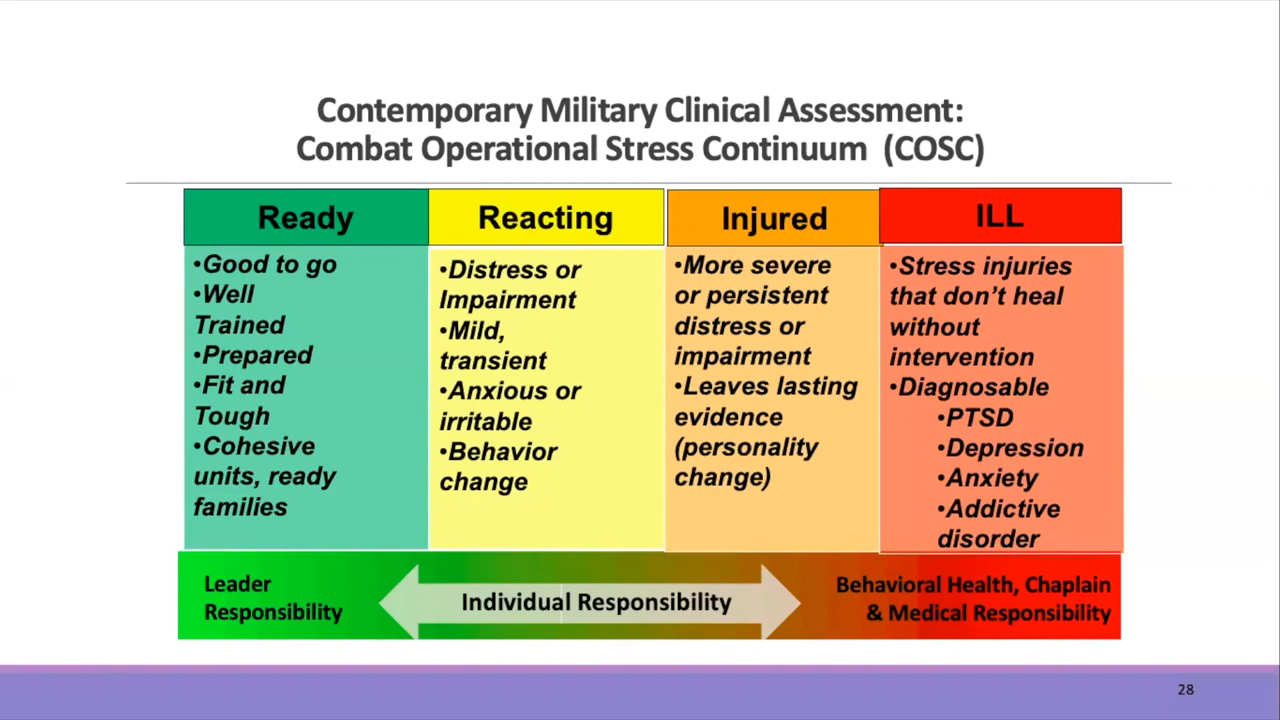 Contemporary Military Clinical Assessment:
Combat Operational Stress Continuum (COSC)
Ready
•Good to go
•Well
Trained
•Prepared
•Fit and
Tough
•Cohesive
units, ready
families
Reacting
•Distress or
Impairment
•Mild,
transient
•Anxious or
irritable
•Behavior
change
Injured
•More severe
or persistent
distress or
impairment
•Leaves lasting
evidence
(personality
change)
ILL
•Stress injuries
that don’t heal
without
intervention
•Diagnosable
•PTSD
•Depression
•Anxiety
•Addictive
disorder
Leader
Responsibility
Individual Responsibility
Behavioral Health, Chaplain
& Medical Responsibility
28